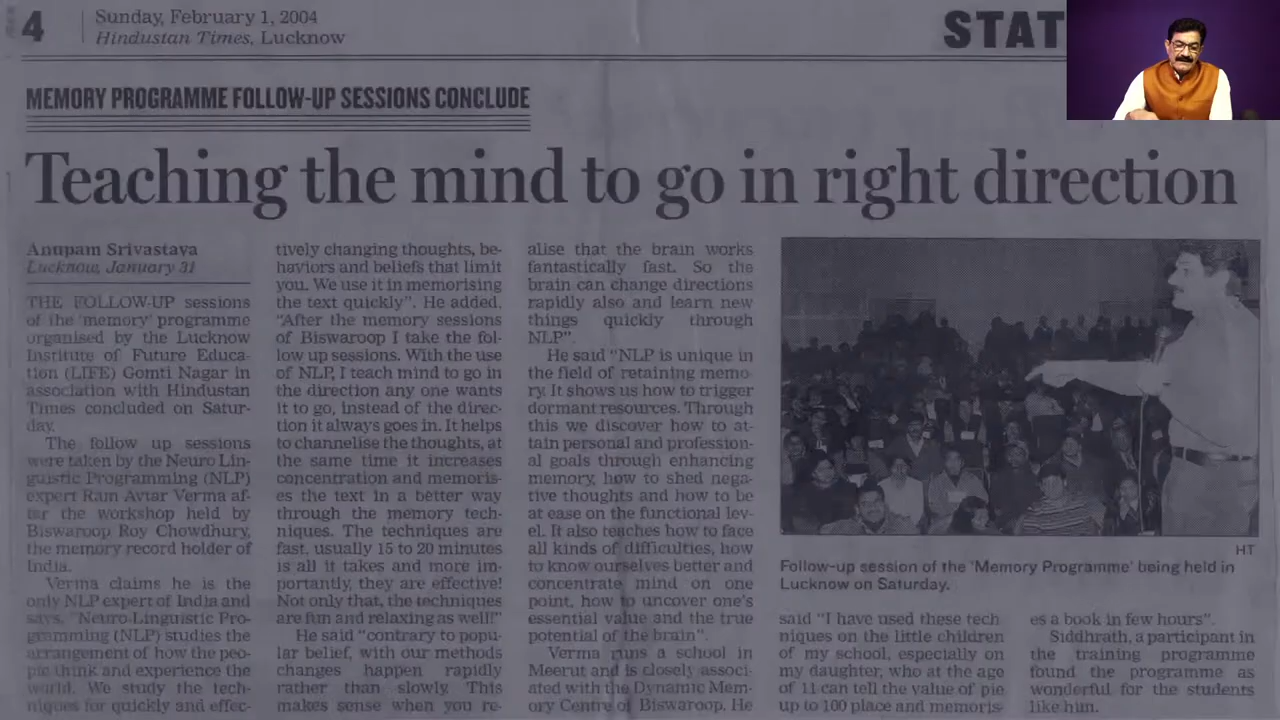 4
Sunday, February 1, 2004
Hindustan Times, Lucknow
STAT
MEMORY PROGRAMME FOLLOW-UP SESSIONS CONCLUDE
Teaching the mind to go in right direction
Anupam Srivastava
Lucknow, January 31
THE FOLLOW-UP sessions
of the 'memory' programme
organised by the Lucknow
Institute of Future Educa-
tion (LIFE) Gomti Nagar in
association with Hindustan
Times concluded on Satur-
day.
The follow up sessions
were taken by the Neuro Lin-
guistic Programming (NLP)
expert Ram Avtar Verma af-
ter the workshop held by
Biswaroop Roy Chowdhury,
the memory record holder of
India.
Verma claims he is the
only NLP expert of India and
says, "Neuro-Linguistic Pro-
gramming (NLP) studies the
arrangement of how the peo-
ple think and experience the
world. We study the tech-
niques for quickly and effec-
tively changing thoughts, be-
haviors and beliefs that limit
you. We use it in memorising
the text quickly". He added,
"After the memory sessions
of Biswaroop I take the fol-
low up sessions. With the use
of NLP, I teach mind to go in
the direction any one wants
it to go, instead of the direc-
tion it always goes in. It helps
to channelise the thoughts, at
the same time it increases
concentration and memoris-
es the text in a better way
through the memory tech-
niques. The techniques are
fast, usually 15 to 20 minutes
is all it takes and more im-
portantly, they are effective!
Not only that, the techniques
are fun and relaxing as well!"
He said "contrary to popu-
lar belief, with our methods
changes happen rapidly
rather than slowly. This
makes sense when you re-
alise that the brain works
fantastically fast. So the
brain can change directions
rapidly also and learn new
things quickly through
NLP".
He said "NLP is unique in
the field of retaining memo-
ry. It shows us how to trigger
dormant resources. Through
this we discover how to at-
tain personal and profession-
al goals through enhancing
memory, how to shed nega-
tive thoughts and how to be
at ease on the functional lev-
el. It also teaches how to face
all kinds of difficulties, how
to know ourselves better and
concentrate mind on one
point, how to uncover one's
essential value and the true
potential of the brain".
Verma runs a school in
Meerut and is closely associ-
ated with the Dynamic Mem-
ory Centre of Biswaroop. He
HT
Follow-up session of the 'Memory Programme' being held in
Lucknow on Saturday.
said "I have used these tech
niques on the little children
of my school, especially on
my daughter, who at the age
of 11 can tell the value of pie
up to 100 place and memoris-
es a book in few hours".
Siddhrath, a participant in
the training programme
found the programme as
wonderful for the students
like him.